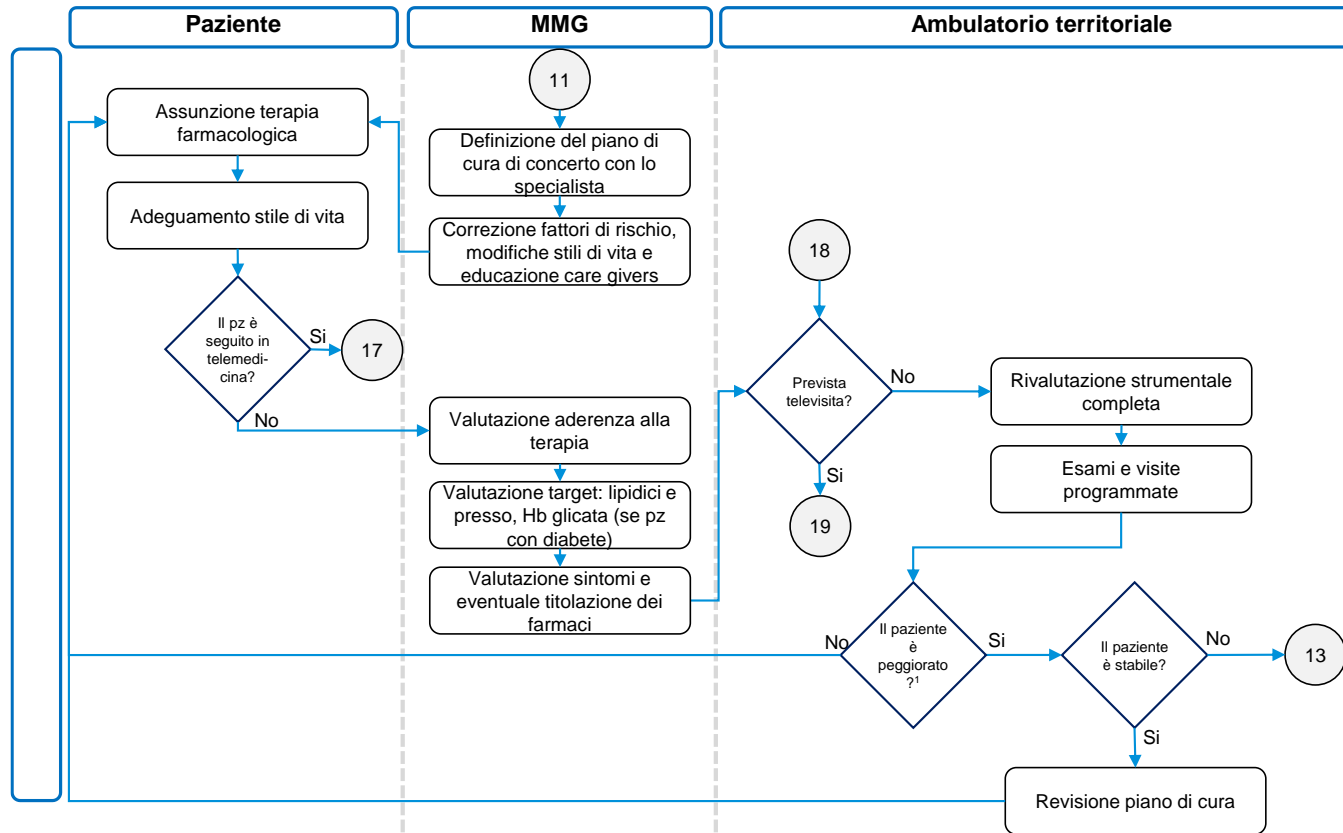 Paziente
MMG
Ambulatorio territoriale
11
Assunzione terapia
farmacologica
Definizione del piano di
cura di concerto con lo
specialista
Adeguamento stile di vita
Correzione fattori di rischio,
modifiche stili di vita e
educazione care givers
18
Il pz è
seguito in
telemedi-
cina?
Si
17
No
Prevista
televisita?
No
Rivalutazione strumentale
completa
Valutazione aderenza alla
terapia
Si
Esami e visite
programmate
Valutazione target: lipidici e
presso, Hb glicata (se pz
con diabete)
19
Valutazione sintomi e
eventuale titolazione dei
farmaci
No
Il paziente
è
peggiorato
?¹
Si
Il paziente
è stabile?
No
13
Si
Revisione piano di cura